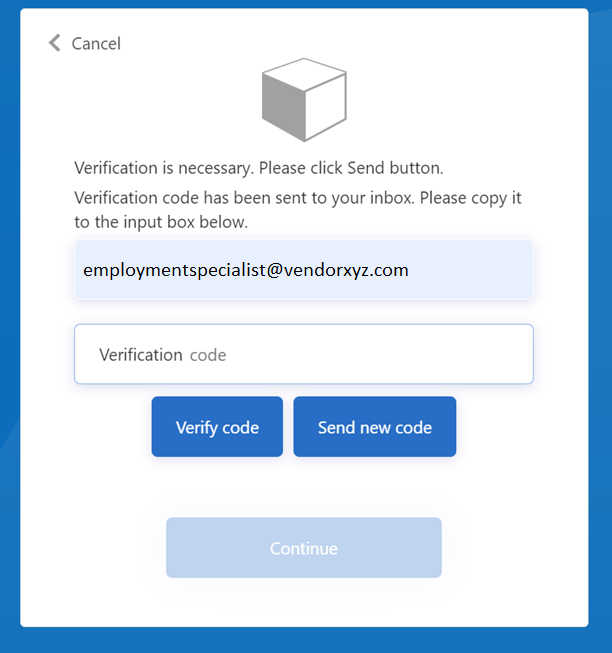 Cancel
Verification is necessary. Please click Send button.
Verification code has been sent to your inbox. Please copy it
to the input box below.
employmentspecialist@vendorxyz.com
Verification code
Verify code
Send new code
Continue